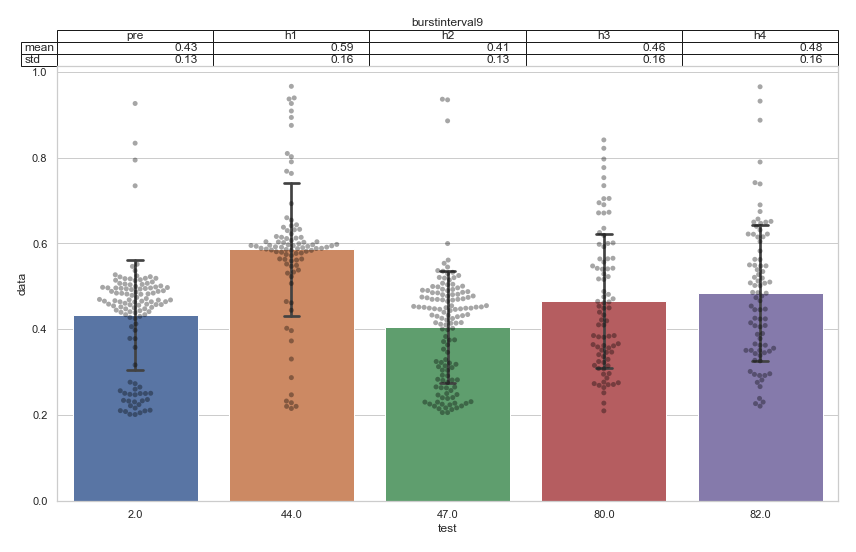 burstinterval9
pre h1 h2 h3 h4
mean 0.43 0.59 0.41 0.46 0.48
std 0.13 0.16 0.13 0.16 0.16
1.0
0.8
0.6
0.4
0.2
0.0
data
2.0 44.0 47.0 80.0 82.0
test